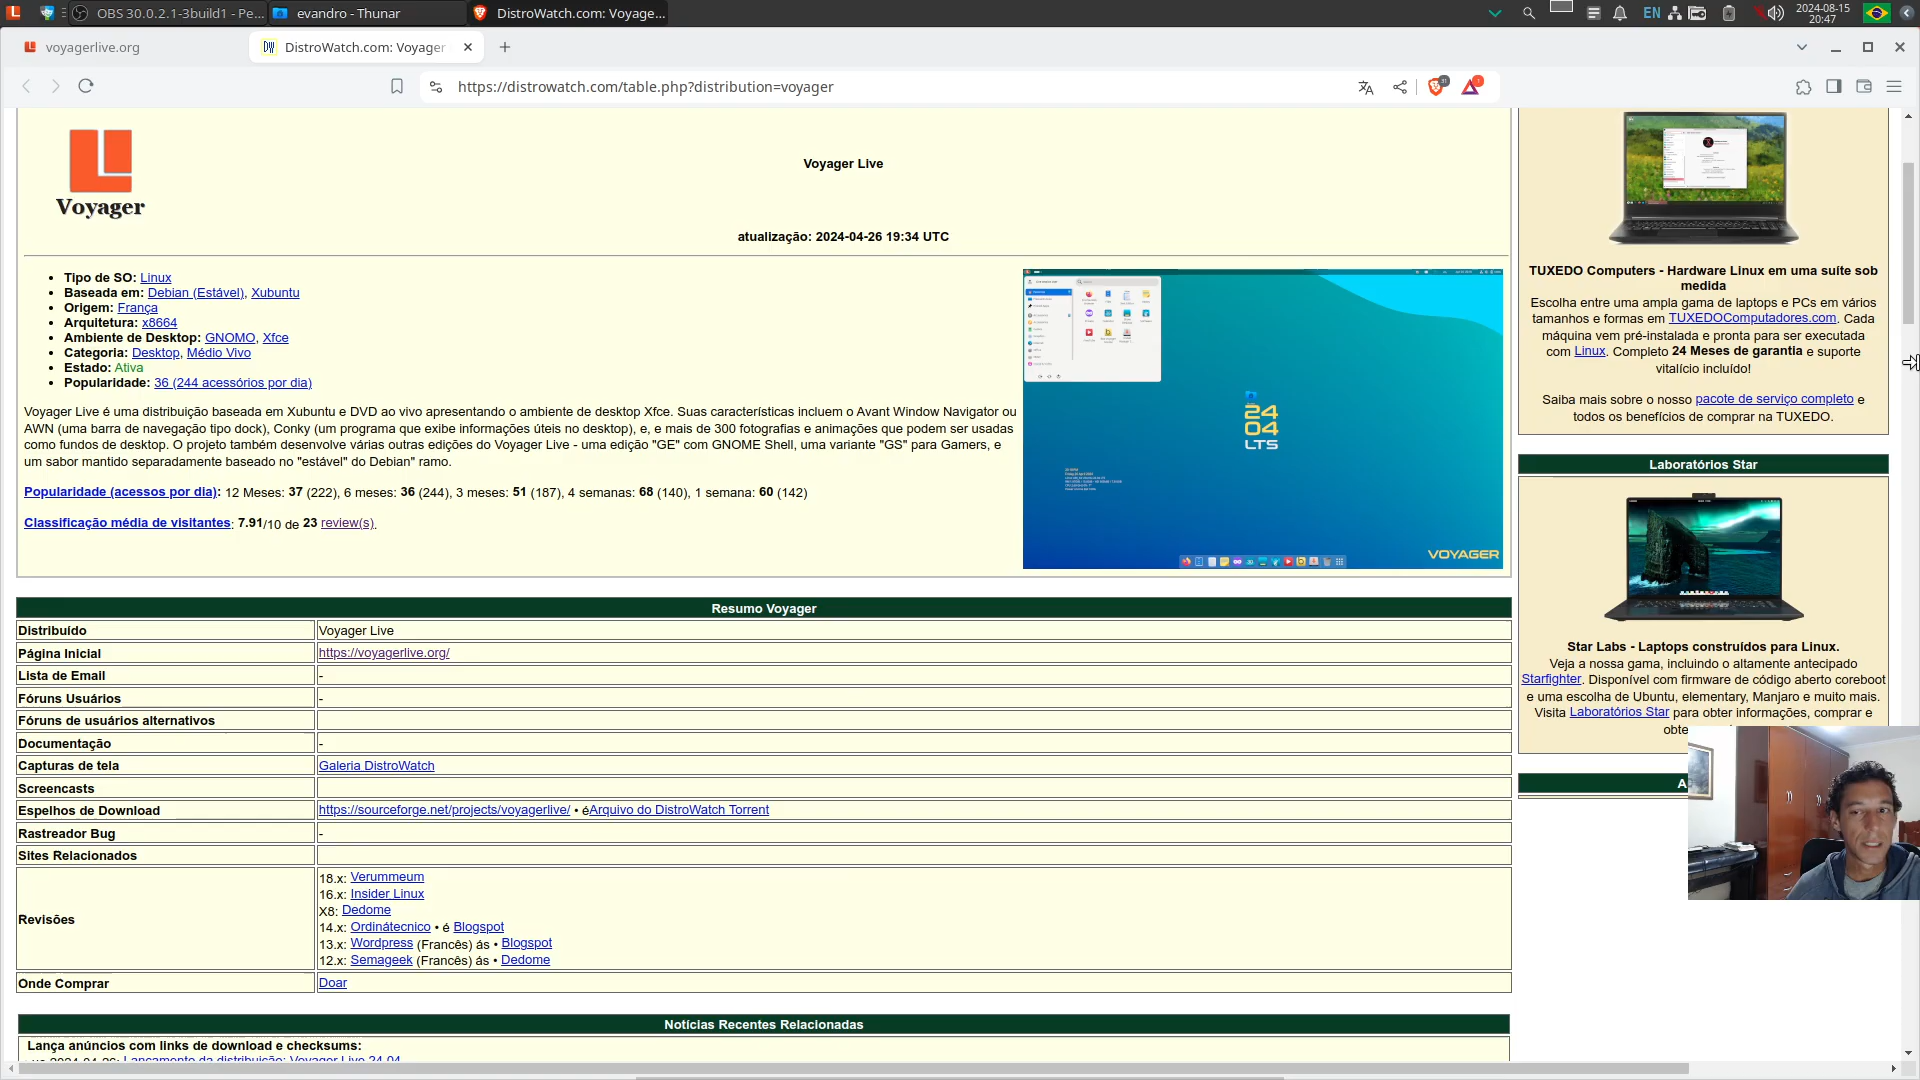 OBS 30.0.2.1-3build1 - Pe...
evandro - Thunar
DistroWatch.com: Voyage...
EN
2024-08-15
20:47
voyagerlive.org
DistroWatch.com: Voyager
https://distrowatch.com/table.php?distribution=voyager
Voyager
Voyager Live
atualização: 2024-04-26 19:34 UTC
Tipo de SO: Linux
Baseada em: Debian (Estável), Xubuntu
Origem: França
Arquitetura: x8664
Ambiente de Desktop: GNOMO, Xfce
Categoria: Desktop, Médio Vivo
Estado: Ativa
Popularidade: 36 (244 acessórios por dia)
Voyager Live é uma distribuição baseada em Xubuntu e DVD ao vivo apresentando o ambiente de desktop Xfce. Suas características incluem o Avant Window Navigator ou
AWN (uma barra de navegação tipo dock), Conky (um programa que exibe informações úteis no desktop), e, e mais de 300 fotografias e animações que podem ser usadas
como fundos de desktop. O projeto também desenvolve várias outras edições do Voyager Live - uma edição "GE" com GNOME Shell, uma variante "GS" para Gamers, e
um sabor mantido separadamente baseado no "estável" do Debian" ramo.
Popularidade (acessos por dia): 12 Meses: 37 (222), 6 meses: 36 (244), 3 meses: 51 (187), 4 semanas: 68 (140), 1 semana: 60 (142)
Classificação média de visitantes: 7.91/10 de 23 review(s).
24
04
LTS
VOYAGER
Resumo Voyager
Distribuído Voyager Live
Página Inicial https://voyagerlive.org/
Lista de Email -
Fóruns Usuários -
Fóruns de usuários alternativos
Documentação -
Capturas de tela Galeria DistroWatch
Screencasts
Espelhos de Download https://sourceforge.net/projects/voyagerlive/ • éArquivo do DistroWatch Torrent
Rastreador Bug -
Sites Relacionados
Revisões
18.x: Verummeum
16.x: Insider Linux
X8: Dedome
14.x: Ordinátecnico • é Blogspot
13.x: Wordpress (Francês) ás • Blogspot
12.x: Semageek (Francês) ás • Dedome
Onde Comprar Doar
Notícias Recentes Relacionadas
Lança anúncios com links de download e checksums:
2024-04-26: Lançamento da distribuição: Voyager Live 24.04
TUXEDO Computers - Hardware Linux em uma suíte sob
medida
Escolha entre uma ampla gama de laptops e PCs em vários
tamanhos e formas em TUXEDOComputadores.com. Cada
máquina vem pré-instalada e pronta para ser executada
com Linux. Completo 24 Meses de garantia e suporte
vitalício incluído!
Saiba mais sobre o nosso pacote de serviço completo e
todos os benefícios de comprar na TUXEDO.
Laboratórios Star
Star Labs - Laptops construídos para Linux.
Veja a nossa gama, incluindo o altamente antecipado
Starfighter. Disponível com firmware de código aberto coreboot
e uma escolha de Ubuntu, elementary, Manjaro e muito mais.
Visita Laboratórios Star para obter informações, comprar e
obte
A